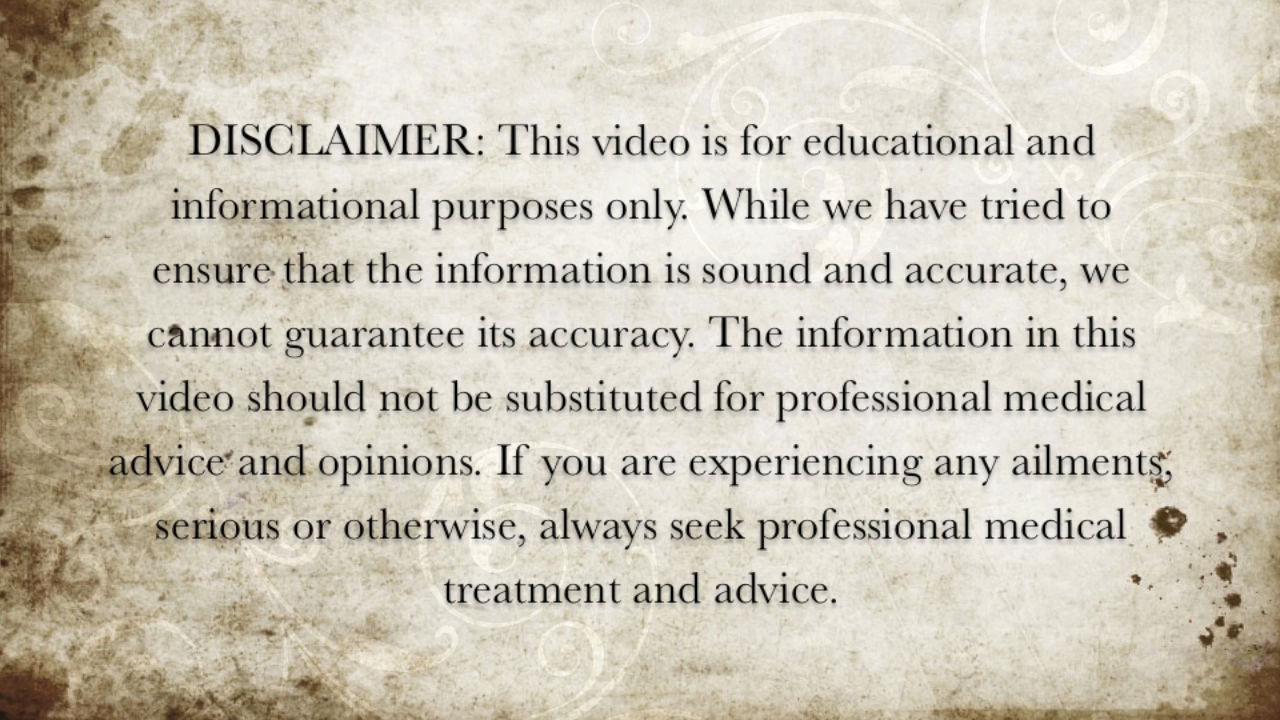 DISCLAIMER: This video is for educational and
informational purposes only. While we have tried to
ensure that the information is sound and accurate, we
cannot guarantee its accuracy. The information in this
video should not be substituted for professional medical
advice and opinions. If you are experiencing any ailments,
serious or otherwise, always seek professional medical
treatment and advice.